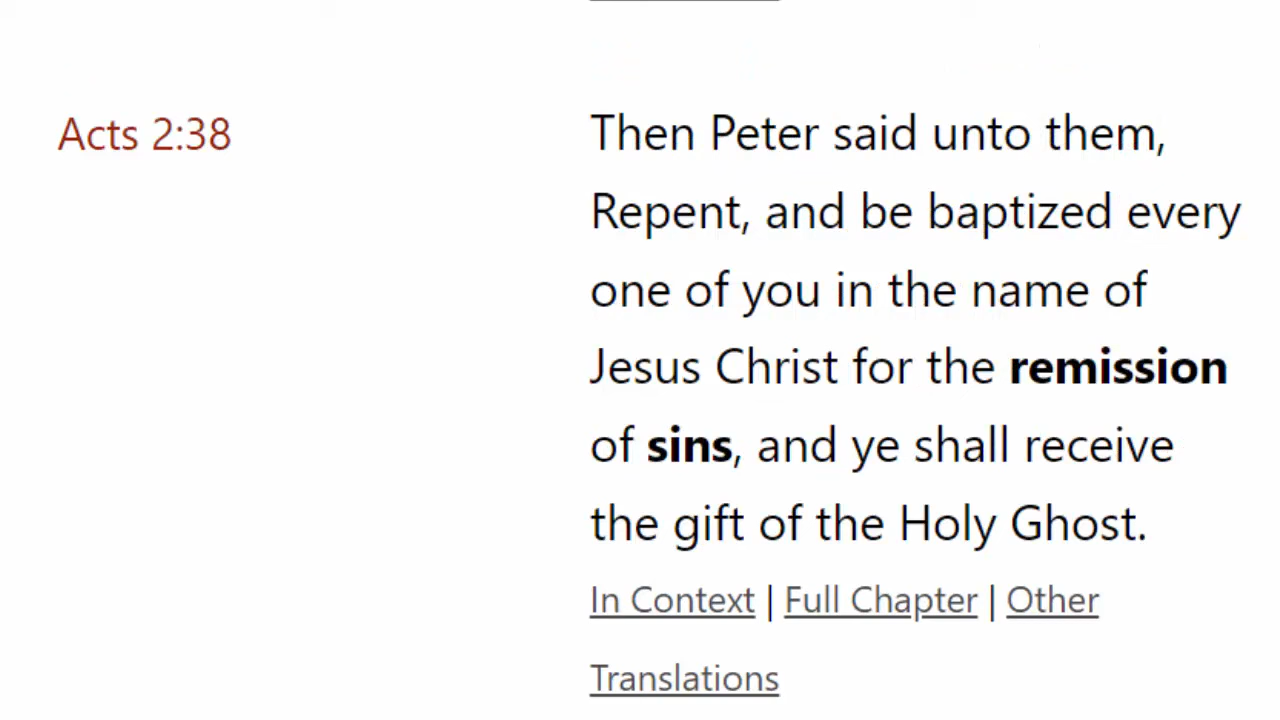 Acts 2:38
Then Peter said unto them,
Repent, and be baptized every
one of you in the name of
Jesus Christ for the remission
of sins, and ye shall receive
the gift of the Holy Ghost.
In Context | Full Chapter | Other
Translations